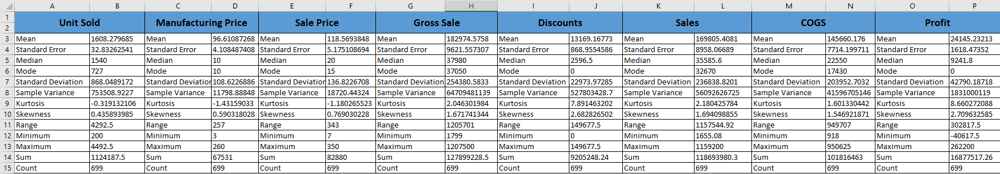 A B C D E F G H I J K L M N O P
1 Unit Sold Manufacturing Price Sale Price Gross Sale Discounts Sales COGS Profit
2
3 Mean 1608.279685 Mean 96.61087268 Mean 118.5693848 Mean 182974.5758 Mean 13169.16773 Mean 169805.4081 Mean 145660.176 Mean 24145.23213
4 Standard Error 32.83262541 Standard Error 4.108487408 Standard Error 5.175108694 Standard Error 9621.557307 Standard Error 868.9554586 Standard Error 8958.06689 Standard Error 7714.199711 Standard Error 1618.47352
5 Median 1540 Median 10 Median 20 Median 37980 Median 2596.5 Median 35585.6 Median 22550 Median 9241.8
6 Mode 727 Mode 10 Mode 15 Mode 37050 Mode 0 Mode 32670 Mode 17430 Mode 0
7 Standard Deviation 868.0489172 Standard Deviation 108.6226886 Standard Deviation 136.8226708 Standard Deviation 254380.5833 Standard Deviation 22973.97285 Standard Deviation 236838.8201 Standard Deviation 203952.7032 Standard Deviation 42790.18718
8 Sample Variance 753508.9227 Sample Variance 11798.88848 Sample Variance 18720.44324 Sample Variance 64709481139 Sample Variance 527803428.7 Sample Variance 56092626725 Sample Variance 41596705146 Sample Variance 1831000119
9 Kurtosis -0.319132106 Kurtosis -1.43159033 Kurtosis -1.180265523 Kurtosis 2.046301984 Kurtosis 7.891463202 Kurtosis 2.180425784 Kurtosis 1.601330442 Kurtosis 8.660272088
10 Skewness 0.435893985 Skewness 0.590318028 Skewness 0.769030228 Skewness 1.671741344 Skewness 2.682826502 Skewness 1.694098855 Skewness 1.546921871 Skewness 2.709632585
11 Range 4292.5 Range 257 Range 343 Range 1205701 Range 149677.5 Range 1157544.92 Range 949707 Range 302817.5
12 Minimum 200 Minimum 3 Minimum 7 Minimum 1799 Minimum 0 Minimum 1655.08 Minimum 918 Minimum -40617.5
13 Maximum 4492.5 Maximum 260 Maximum 350 Maximum 1207500 Maximum 149677.5 Maximum 1159200 Maximum 950625 Maximum 262200
14 Sum 1124187.5 Sum 67531 Sum 82880 Sum 127899228.5 Sum 9205248.24 Sum 118693980.3 Sum 101816463 Sum 16877517.26
15 Count 699 Count 699 Count 699 Count 699 Count 699 Count 699 Count 699 Count 699